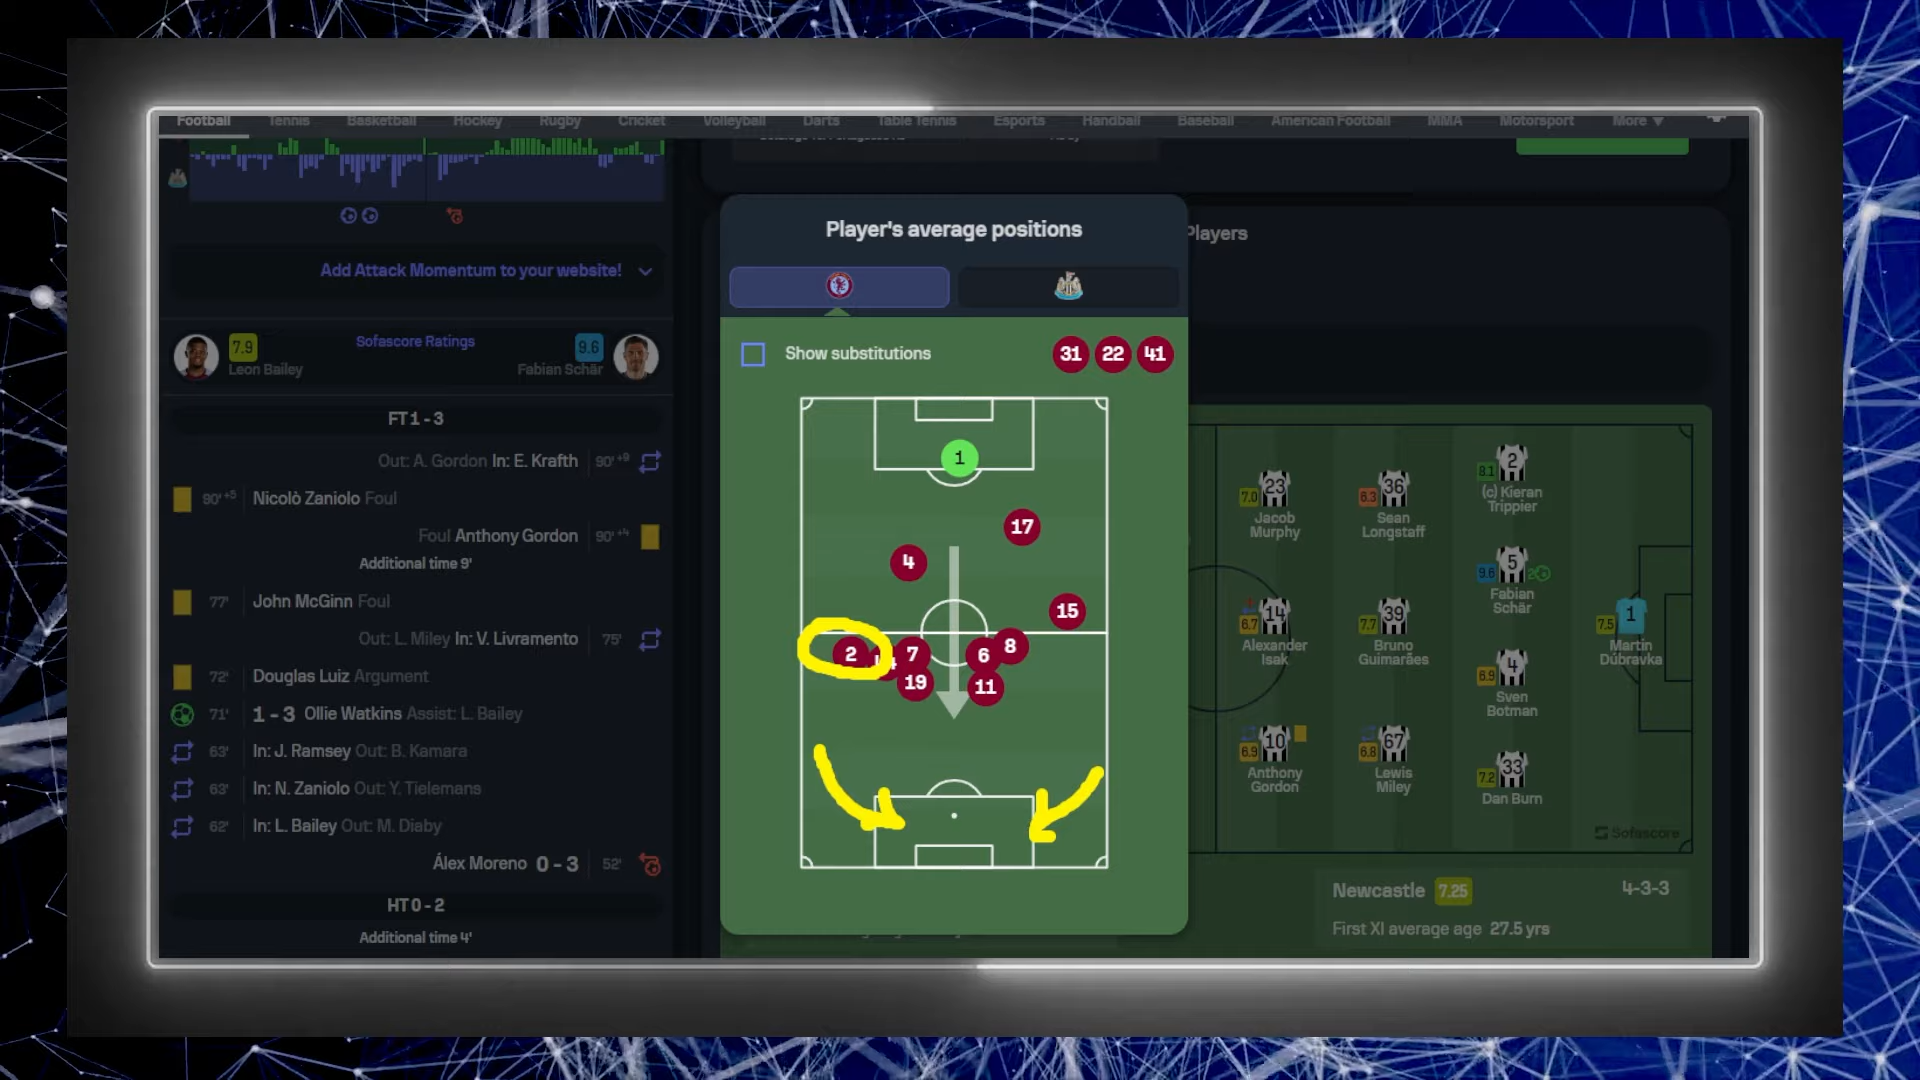 Football Tennis Basketball Hockey Rugby Cricket Volleyball Darts Table Tennis Esports Handball Baseball American Football MMA Motorsport More
Add Attack Momentum to your website!
7.9
Leon Bailey
Sofascore Ratings
9.6
Fabian Schär
FT 1 - 3
Out: A. Gordon In: E. Krafth 90'+9
90'+5 Nicolò Zaniolo Foul
Foul Anthony Gordon 90'+4
Additional time 9'
77' John McGinn Foul
Out: L. Miley In: V. Livramento 75'
72' Douglas Luiz Argument
71' 1 - 3 Ollie Watkins Assist: L. Bailey
63' In: J. Ramsey Out: B. Kamara
63' In: N. Zaniolo Out: Y. Tielemans
62' In: L. Bailey Out: M. Diaby
Álex Moreno 0 - 3 52'
HT 0 - 2
Additional time 4'
Player's average positions
Show substitutions
31 22 41
1
17
4
15
2
7
6
8
19
11
Players
7.0 23
Jacob
Murphy
6.3 36
Sean
Longstaff
8.1 2
(c) Kieran
Trippier
9.6 5 2
Fabian
Schär
6.7 14
Alexander
Isak
7.7 39
Bruno
Guimarães
7.5 1
Martin
Dúbravka
6.9 4
Sven
Botman
6.9 10
Anthony
Gordon
6.8 67
Lewis
Miley
7.2 33
Dan Burn
Sofascore
Newcastle 7.25
4-3-3
First XI average age 27.5 yrs